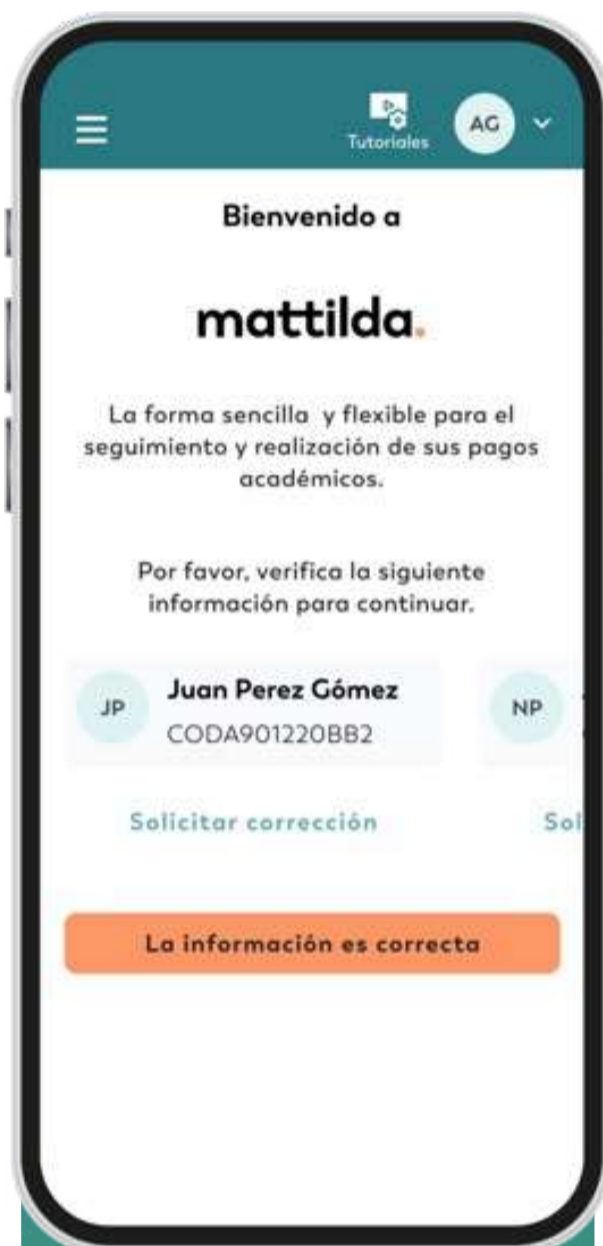 Tutoriales
AG
Bienvenido a
mattilda.
La forma sencilla y flexible para el
seguimiento y realización de sus pagos
académicos.
Por favor, verifica la siguiente
información para continuar.
JP
Juan Perez Gómez
CODA901220BB2
NP
Solicitar corrección
Sol
La información es correcta